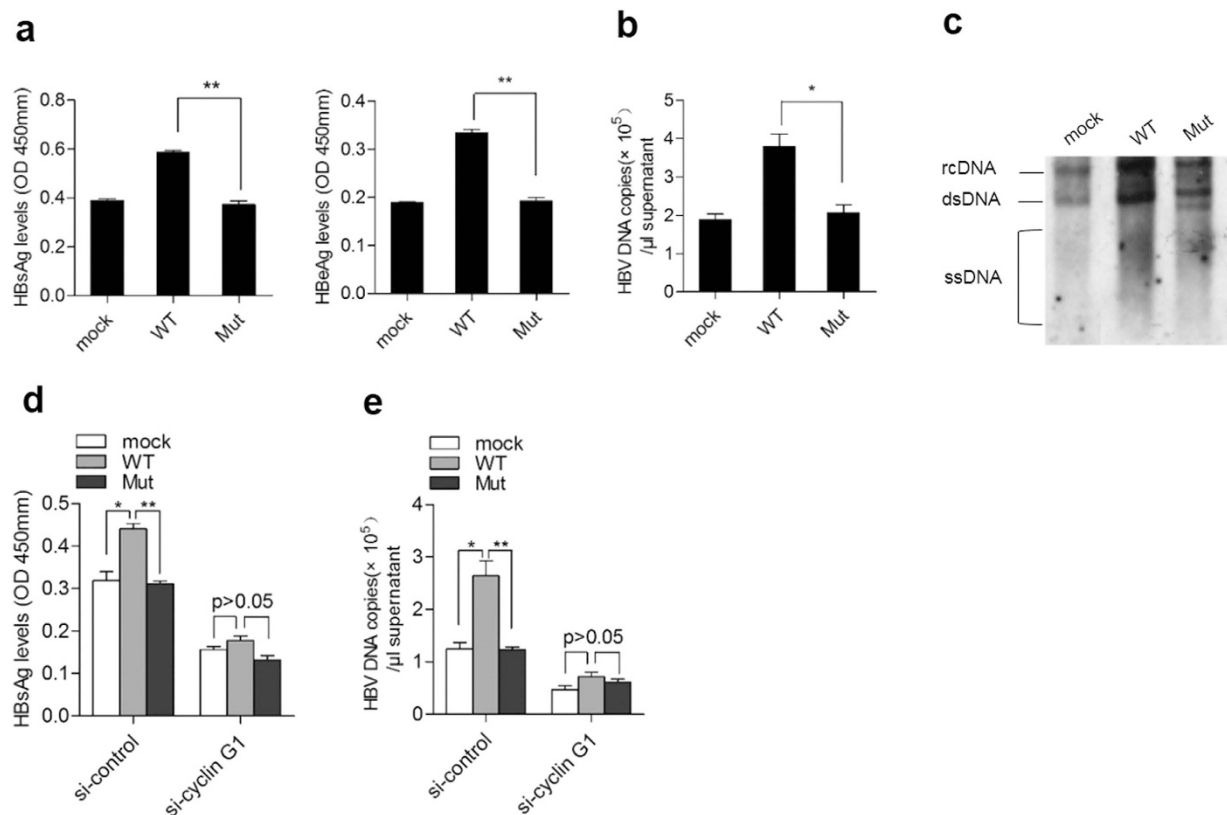 a
HBsAg levels (OD 450mm)
0.8
0.6
0.4
0.2
0.0
**
mock
WT
Mut
HBeAg levels (OD 450mm)
0.4
0.3
0.2
0.1
0.0
**
mock
WT
Mut
b
HBV DNA copies(× 10⁵)
/µl supernatant
5
4
3
2
1
0
*
mock
WT
Mut
c
mock
WT
Mut
rcDNA
dsDNA
ssDNA
d
mock
WT
Mut
HBsAg levels (OD 450mm)
0.5
0.4
0.3
0.2
0.1
0.0
* **
p>0.05
si-control
si-cyclin G1
e
mock
WT
Mut
HBV DNA copies(× 10⁵)
/µl supernatant
4
3
2
1
0
* **
p>0.05
si-control
si-cyclin G1